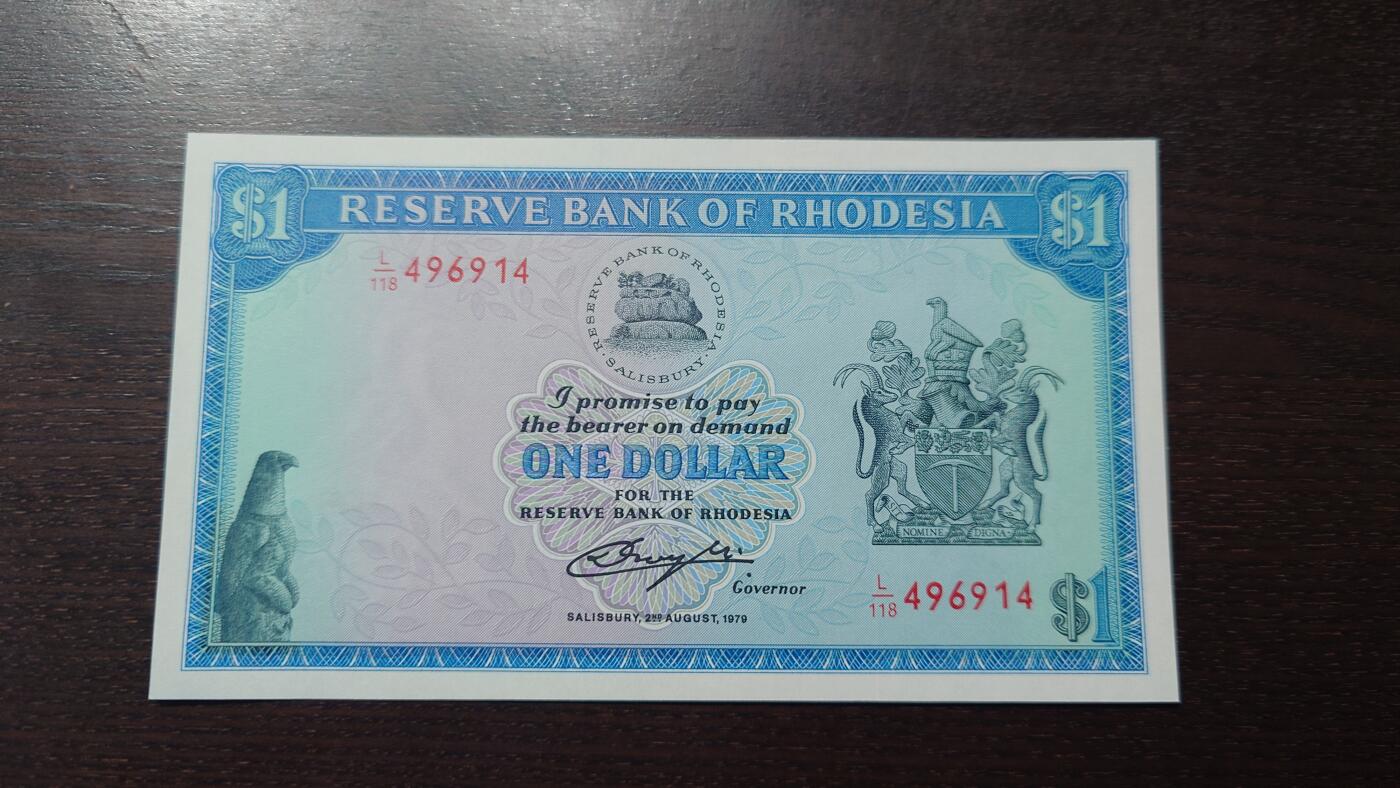 $1 RESERVE BANK OF RHODESIA $1
L/118 496914
RESERVE BANK OF RHODESIA · SALISBURY ·
I promise to pay
the bearer on demand
ONE DOLLAR
FOR THE
RESERVE BANK OF RHODESIA
NOMINE DIGNA
Governor
L/118 496914
$1
SALISBURY, 2ND AUGUST, 1979